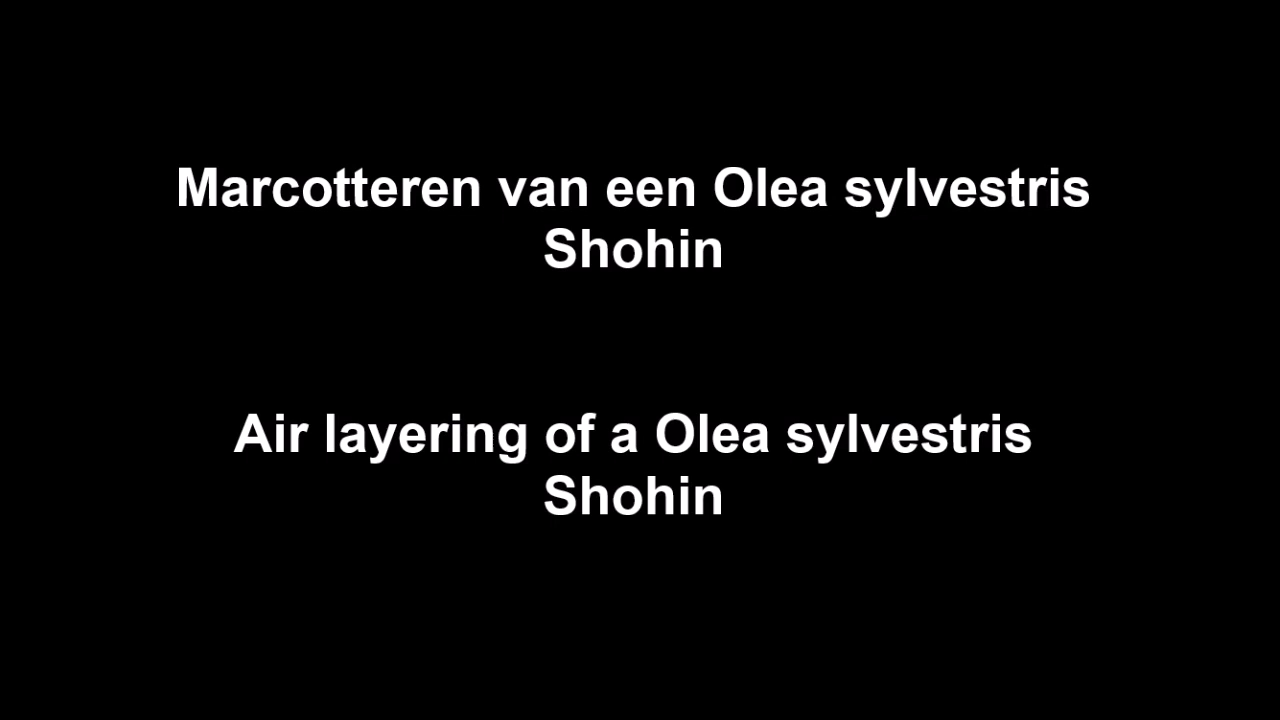 Marcotteren van een Olea sylvestris
Shohin
Air layering of a Olea sylvestris
Shohin